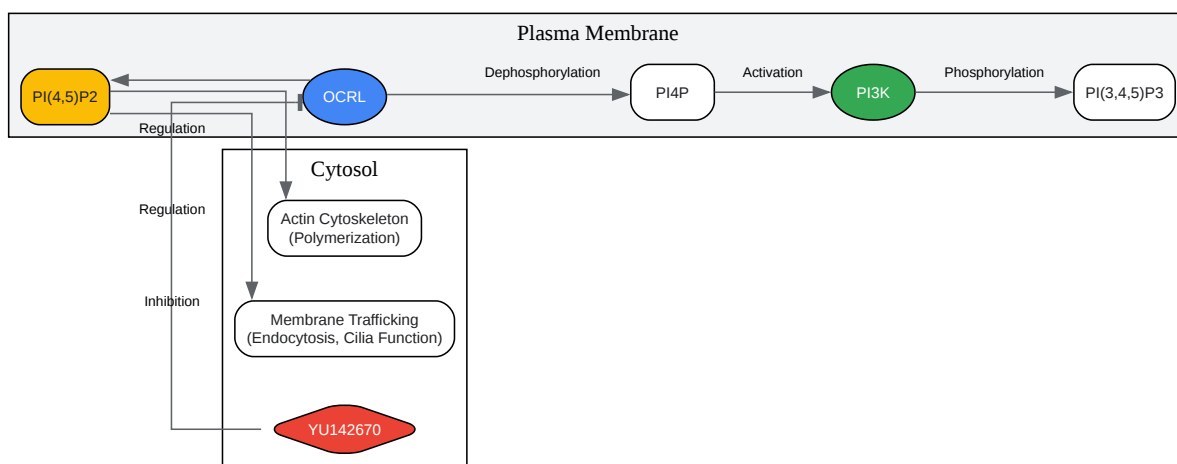 Plasma Membrane
PI(4,5)P2
OCRL
Dephosphorylation
PI4P
Activation
PI3K
Phosphorylation
PI(3,4,5)P3
Regulation
Cytosol
Regulation
Actin Cytoskeleton
(Polymerization)
Inhibition
Membrane Trafficking
(Endocytosis, Cilia Function)
YU142670